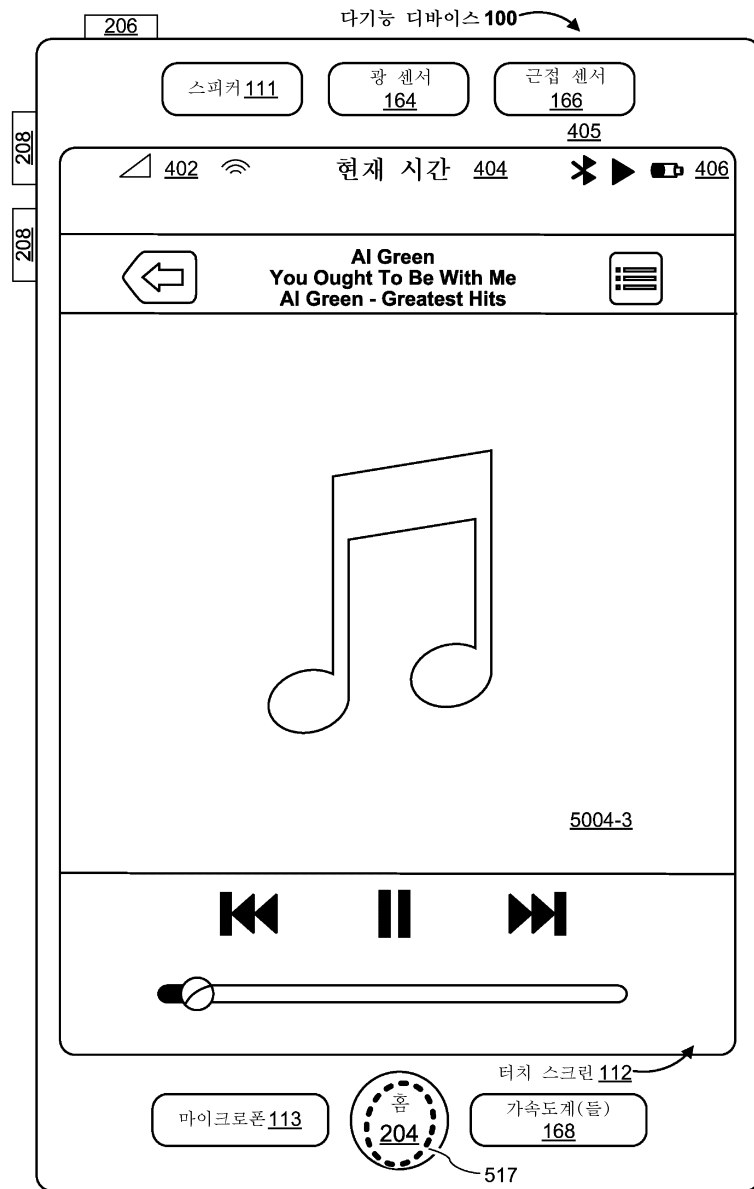 206
다기능 디바이스 100
스피커 111
광 센서
164
근접 센서
166
208
208
405
402
현재 시간 404
406
Al Green
You Ought To Be With Me
Al Green - Greatest Hits
5004-3
터치 스크린 112
마이크로폰 113
홈
204
가속도계(들)
168
517